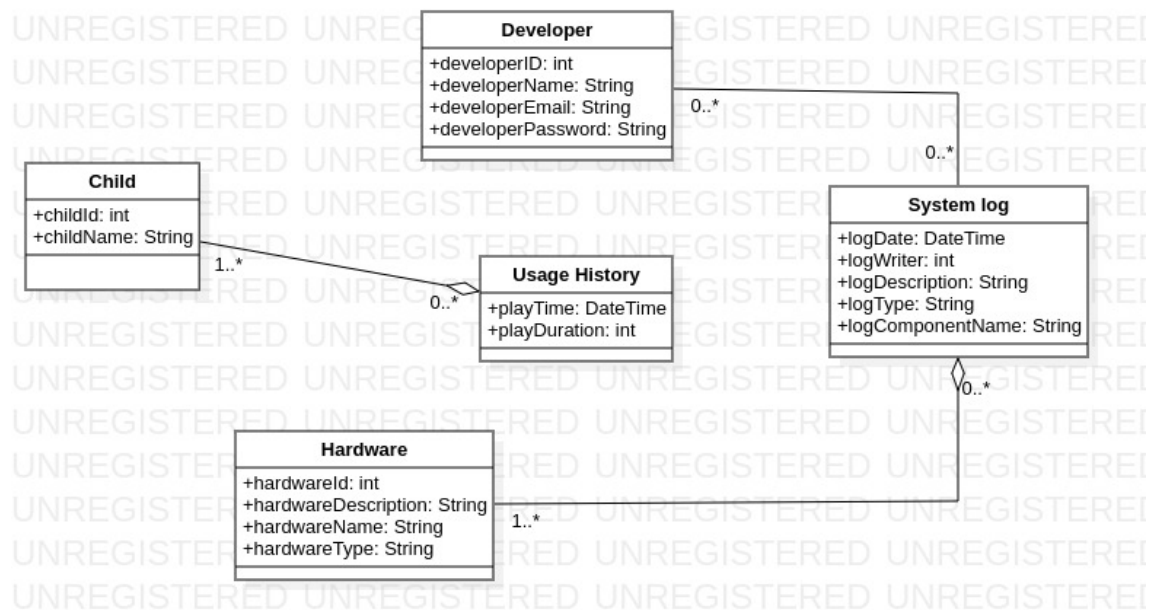 Developer
+developerID: int
+developerName: String
+developerEmail: String
+developerPassword: String
0..*
0..*
Child
+childId: int
+childName: String
1..*
0..*
Usage History
+playTime: DateTime
+playDuration: int
System log
+logDate: DateTime
+logWriter: int
+logDescription: String
+logType: String
+logComponentName: String
0..*
Hardware
+hardwareId: int
+hardwareDescription: String
+hardwareName: String
+hardwareType: String
1..*
UNREGISTERED